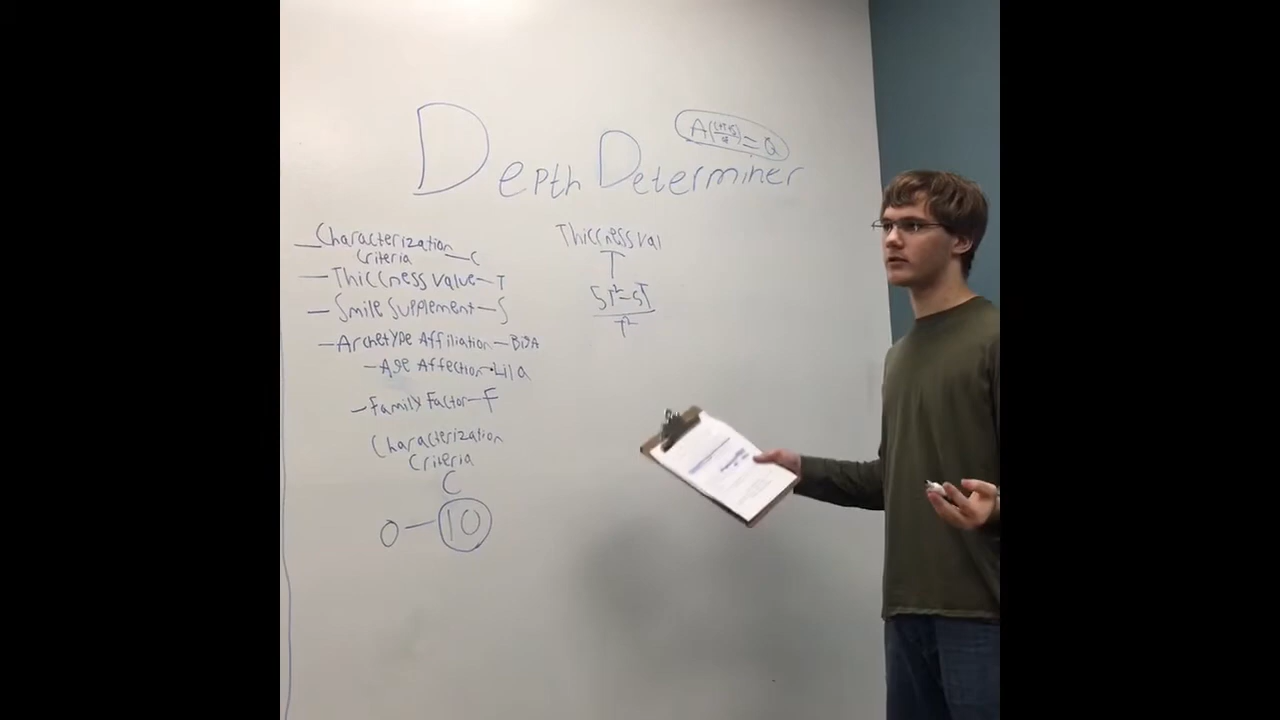 Depth Determiner
= Q
— Characterization
Criteria — C
— Thiccness Value — T
— Smile Supplement — S
— Archetype Affiliation — Big A
— Age Affection • Lil a
— Family Factor — F
Characterization
Criteria
C
0 — 10
Thiccness Val
T
5T²-5T
T²